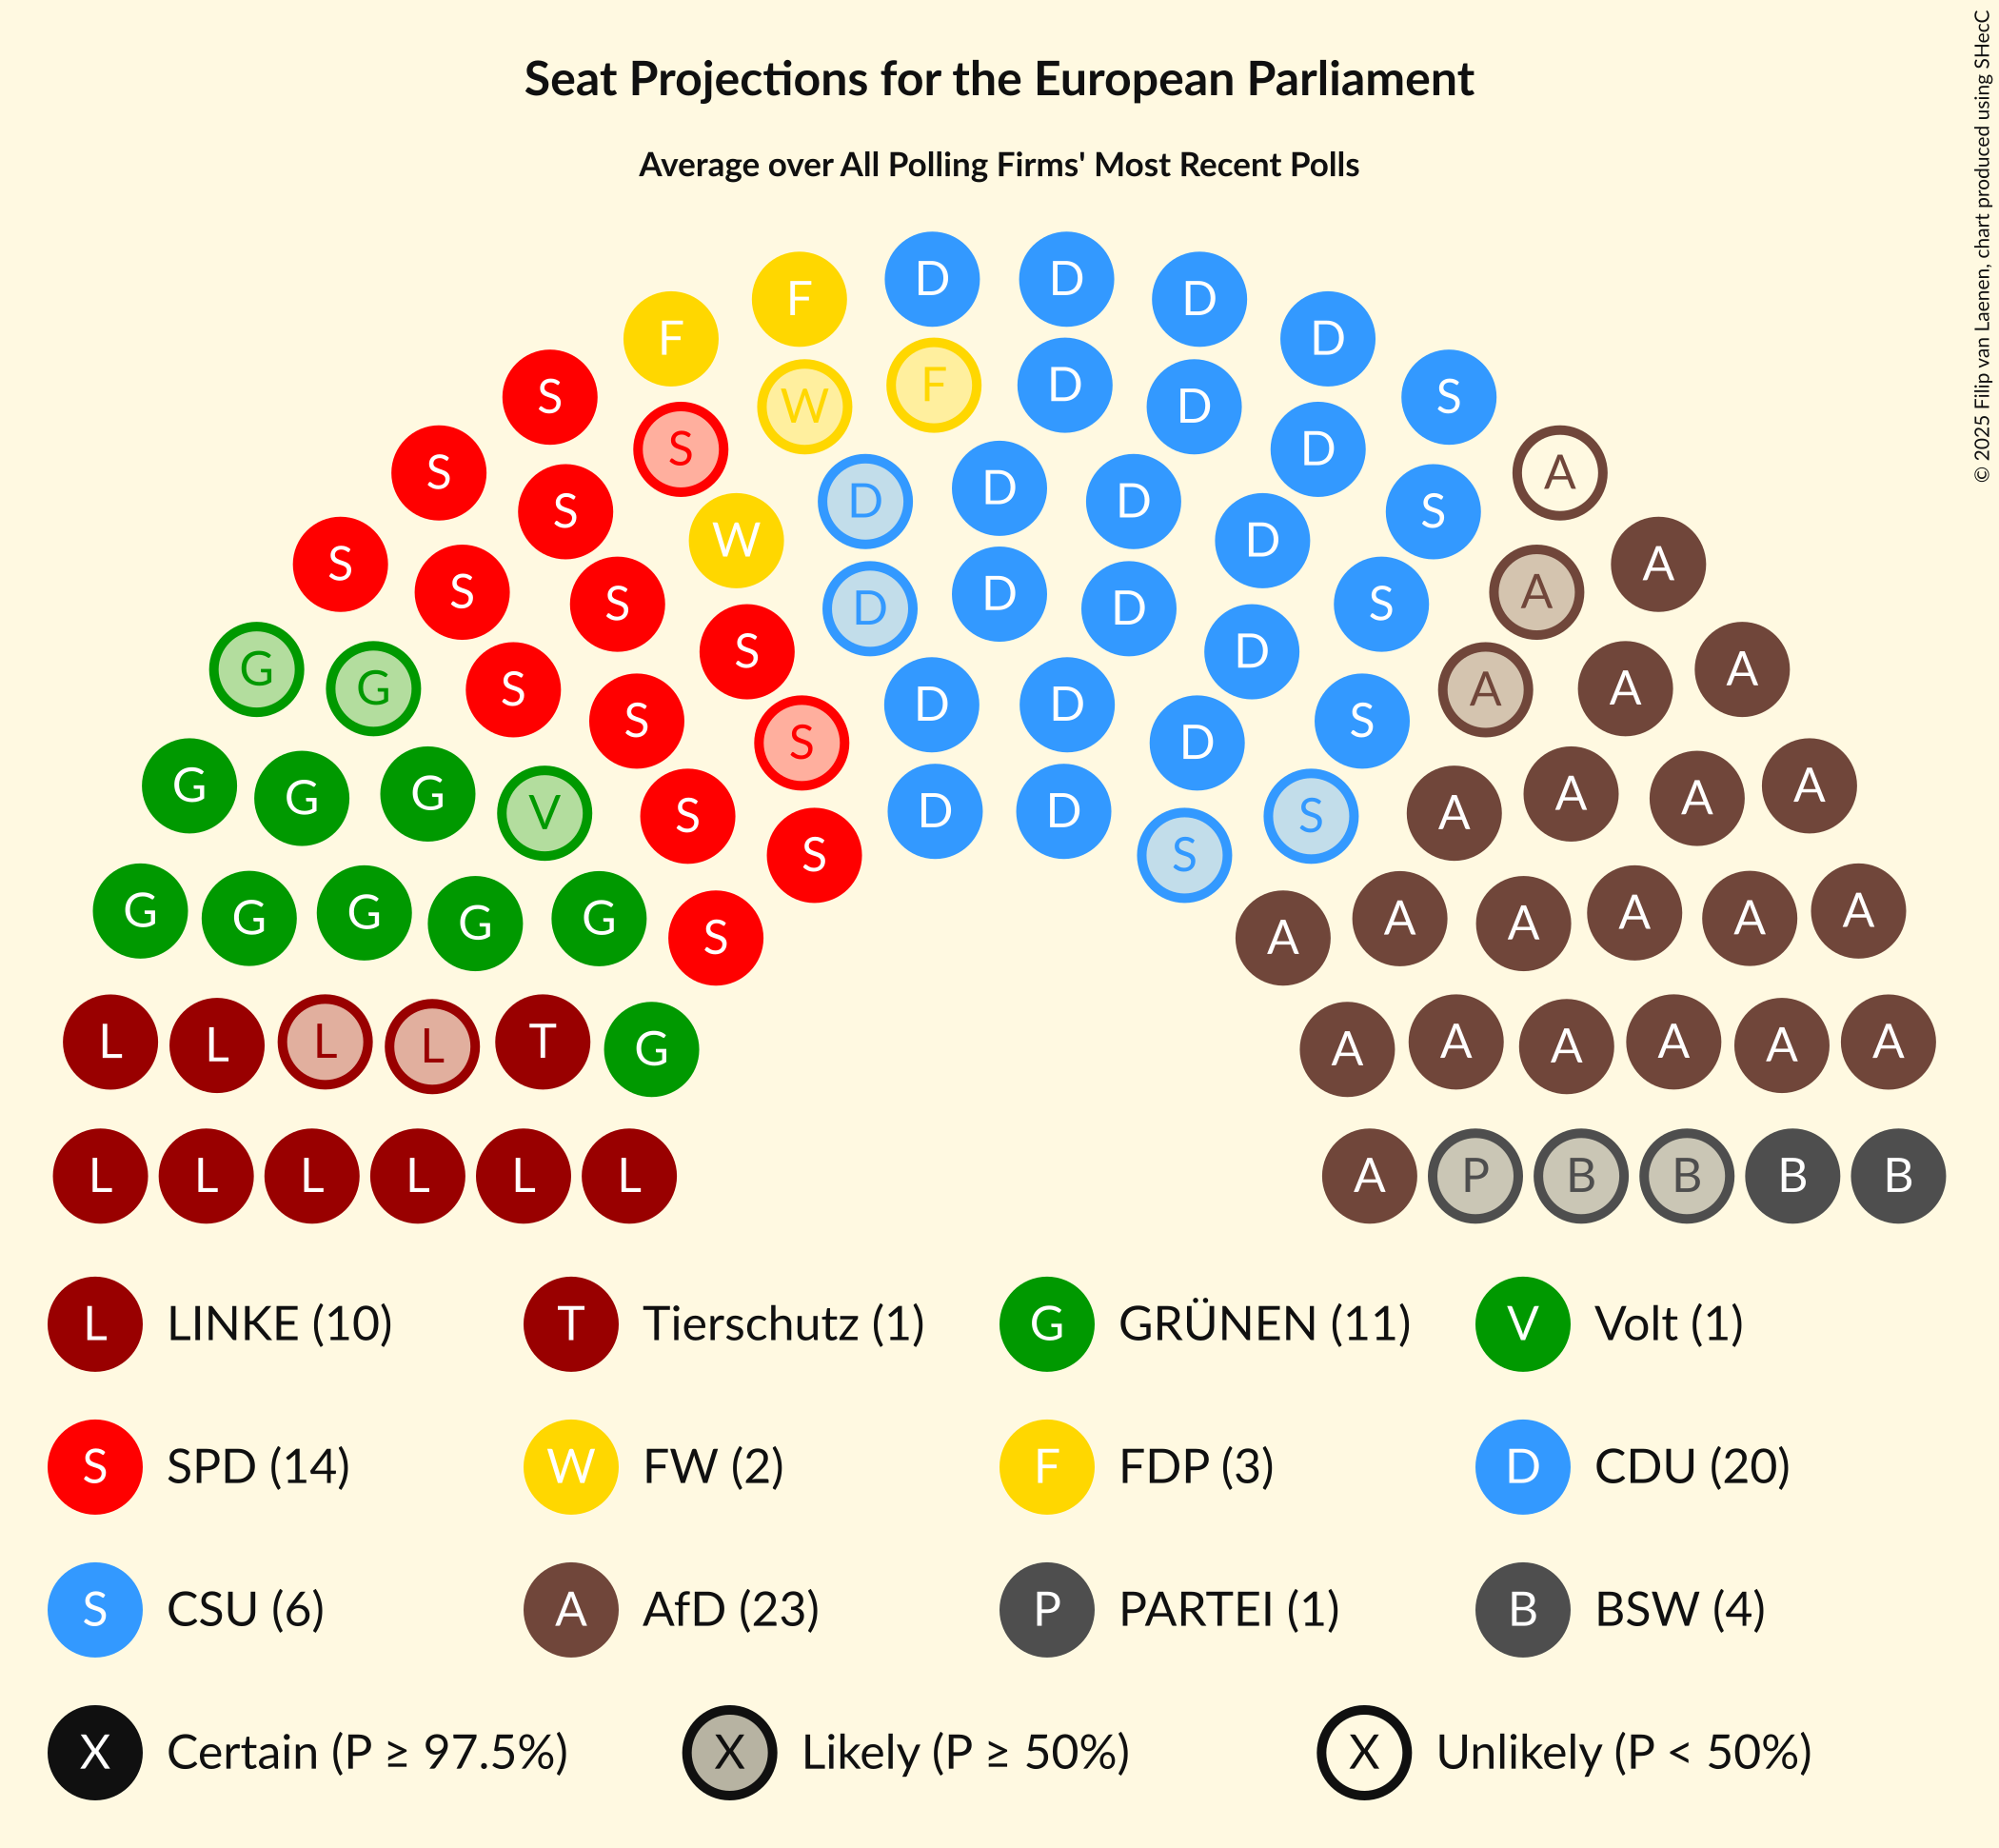 Seat Projections for the European Parliament
Average over All Polling Firms' Most Recent Polls
© 2025 Filip van Laenen, chart produced using SHecC
D D
F D
F D
S D D S
W F D D
S S D A
D D D
S S W D S
S A
S S D D D D S A A
S S D A
G G S S D D D S A A A
S D
G G G V S D D S A A A A
S S S
G G G G G S A A A A A A
L L L L T G A A A A A A
L L L L L L A P B B B B
L LINKE (10) T Tierschutz (1) G GRÜNEN (11) V Volt (1)
S SPD (14) W FW (2) F FDP (3) D CDU (20)
S CSU (6) A AfD (23) P PARTEI (1) B BSW (4)
X Certain (P ≥ 97.5%) X Likely (P ≥ 50%) X Unlikely (P < 50%)